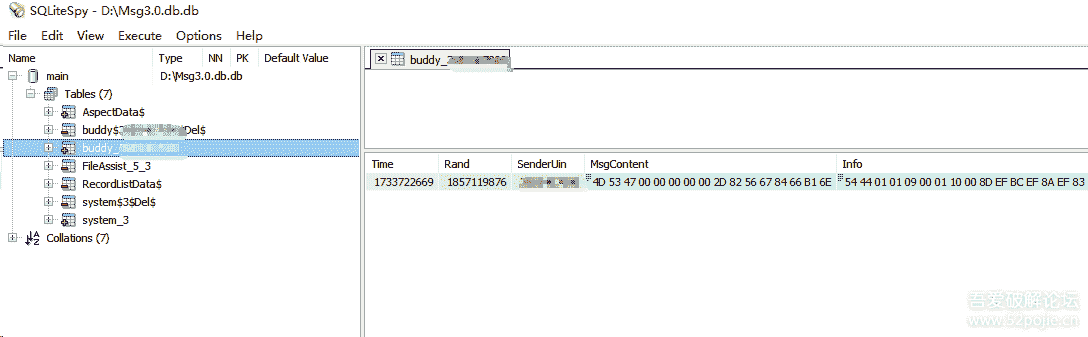 SQLiteSpy - D:\Msg3.0.db.db
File Edit View Execute Options Help
Name Type NN PK Default Value
main D:\Msg3.0.db.db
Tables (7)
AspectData$
buddy$ Del$
buddy_
FileAssist_5_3
RecordListData$
system$3$Del$
system_3
Collations (7)
buddy_
Time Rand SenderUin MsgContent Info
1733722669 1857119876 4D 53 47 00 00 00 00 00 2D 82 56 67 84 66 B1 6E 54 44 01 01 09 00 01 10 00 8D EF BC EF 8A EF 83
吾爱破解论坛
www.52pojie.cn